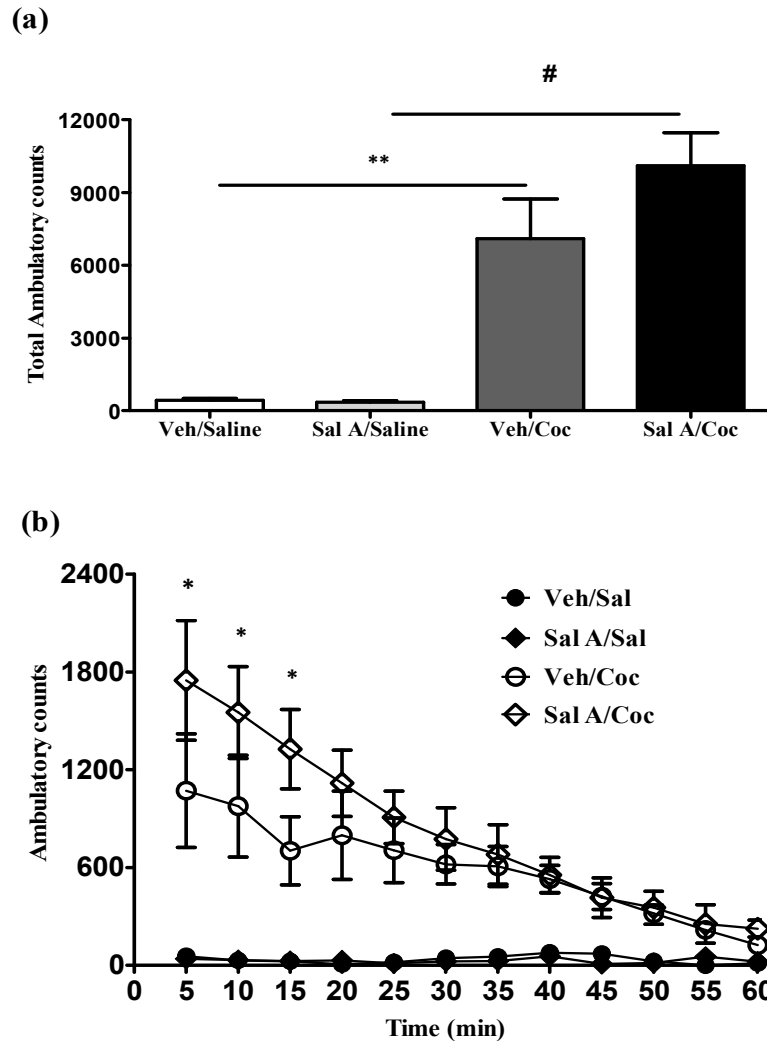 (a)
#
**
12000
9000
6000
3000
0
Total Ambulatory counts
Veh/Saline Sal A/Saline Veh/Coc Sal A/Coc
(b)
2400
1800
1200
600
0
Ambulatory counts
* * *
Veh/Sal
Sal A/Sal
Veh/Coc
Sal A/Coc
0 5 10 15 20 25 30 35 40 45 50 55 60
Time (min)